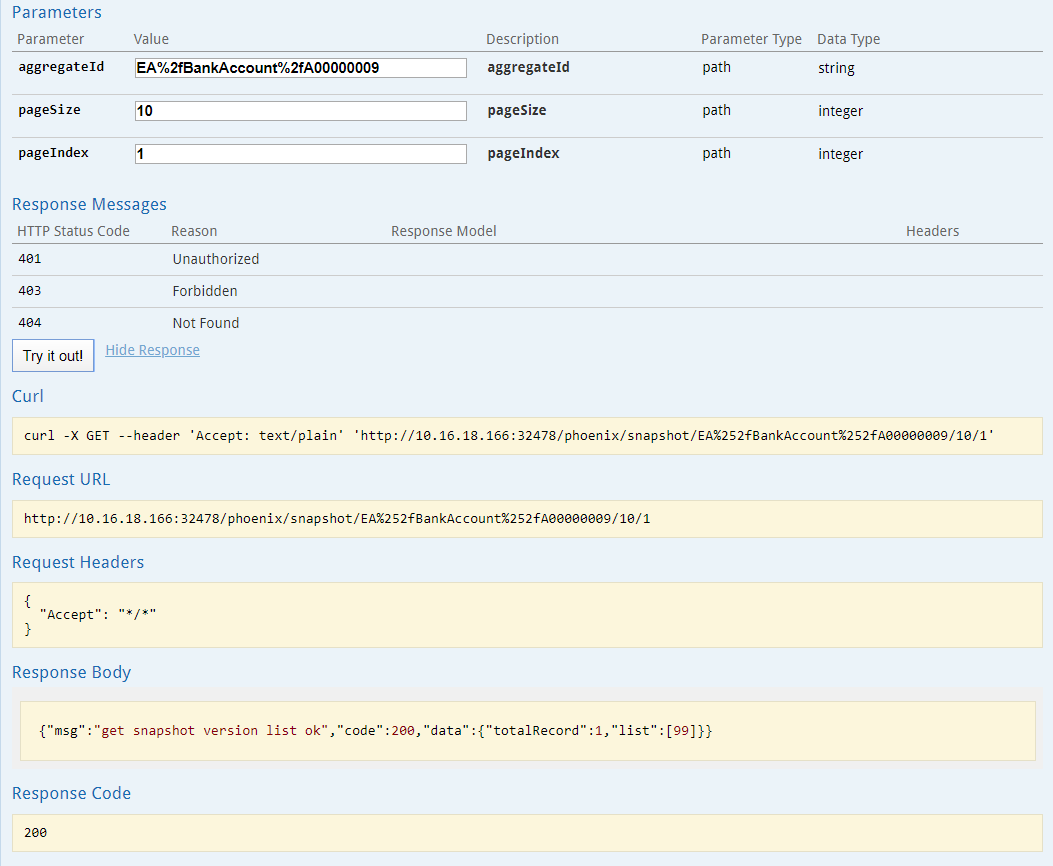 Parameters
Parameter Value Description Parameter Type Data Type
aggregateId EA%2fBankAccount%2fA00000009 aggregateId path string
pageSize 10 pageSize path integer
pageIndex 1 pageIndex path integer
Response Messages
HTTP Status Code Reason Response Model Headers
401 Unauthorized
403 Forbidden
404 Not Found
Try it out! Hide Response
Curl
curl -X GET --header 'Accept: text/plain' 'http://10.16.18.166:32478/phoenix/snapshot/EA%252fBankAccount%252fA00000009/10/1'
Request URL
http://10.16.18.166:32478/phoenix/snapshot/EA%252fBankAccount%252fA00000009/10/1
Request Headers
{
"Accept": "*/*"
}
Response Body
{"msg":"get snapshot version list ok","code":200,"data":{"totalRecord":1,"list":[99]}}
Response Code
200